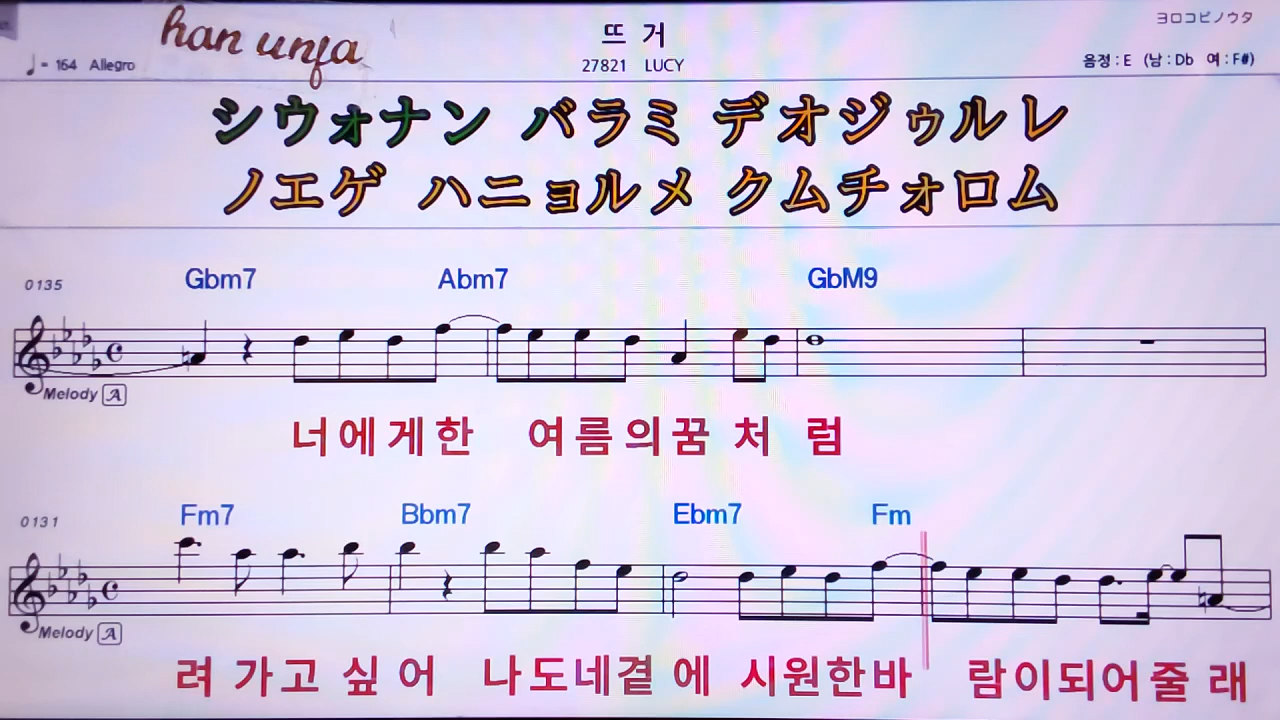 han unfa
뜨 거
ヨロコビノウタ
♩= 164 Allegro
27821 LUCY
음정 : E (남 : Db 여 : F#)
シウォナン バラミ デオジゥルレ
ノエゲ ハニョルメ クムチォロム
0135 Gbm7 Abm7 GbM9
Melody A
너에게한 여름의꿈 처 럼
0131 Fm7 Bbm7 Ebm7 Fm
Melody A
려 가고 싶 어 나도네곁 에 시원한바 람이되어줄 래